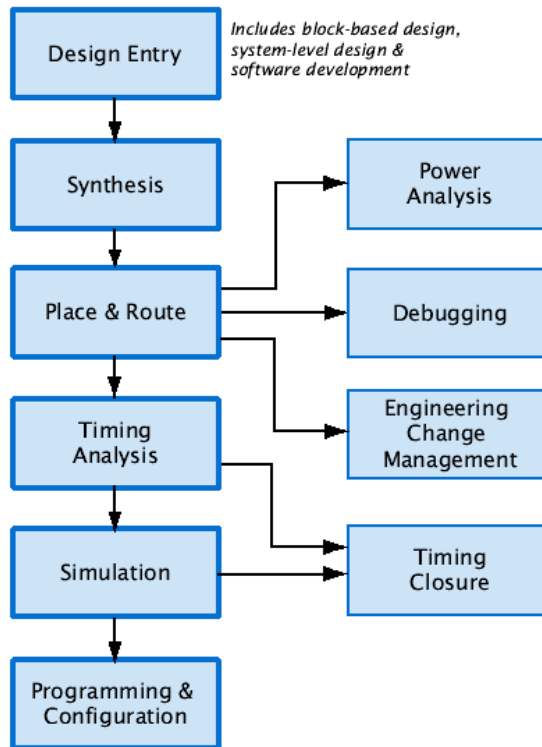 Design Entry
Includes block-based design,
system-level design &
software development
Synthesis
Power
Analysis
Place & Route
Debugging
Timing
Analysis
Engineering
Change
Management
Simulation
Timing
Closure
Programming &
Configuration